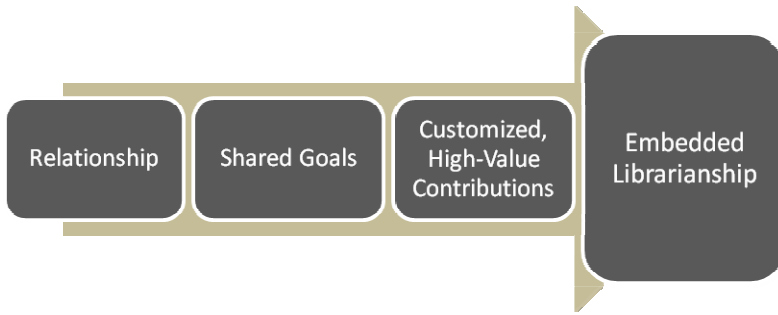 Relationship
Shared Goals
Customized,
High-Value
Contributions
Embedded
Librarianship